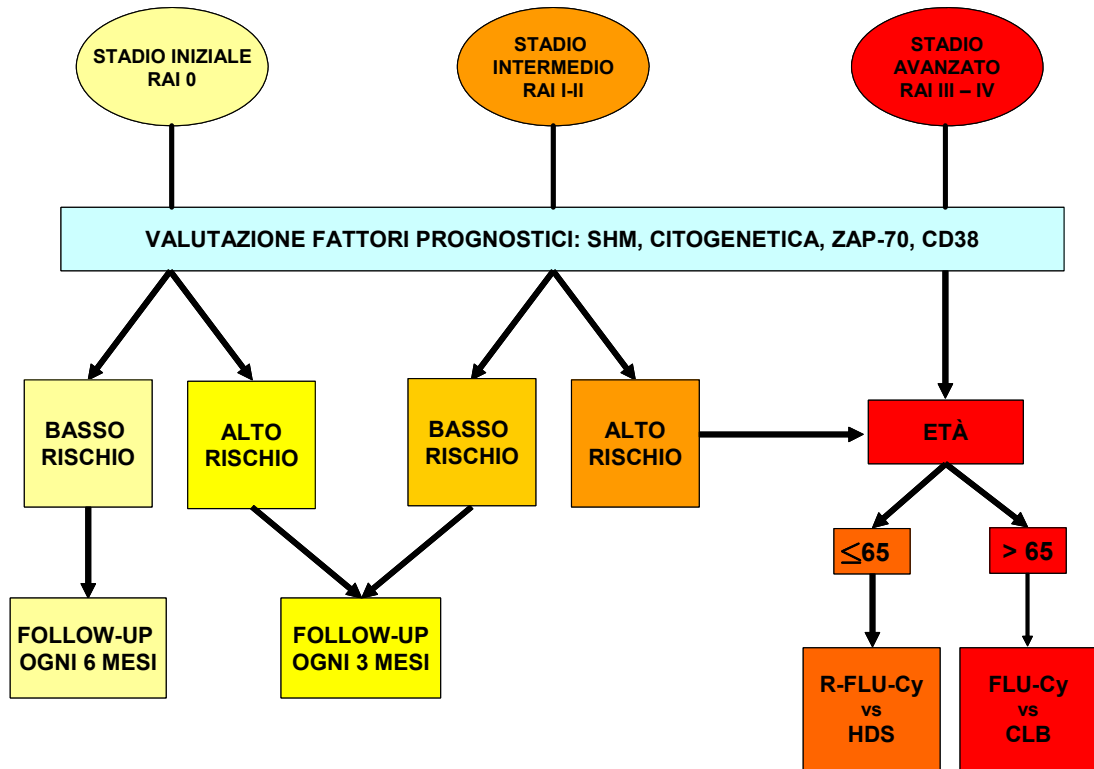 STADIO INIZIALE
RAI 0
STADIO
INTERMEDIO
RAI I-II
STADIO
AVANZATO
RAI III – IV
VALUTAZIONE FATTORI PROGNOSTICI: SHM, CITOGENETICA, ZAP-70, CD38
BASSO
RISCHIO
ALTO
RISCHIO
BASSO
RISCHIO
ALTO
RISCHIO
ETÀ
≤65
> 65
FOLLOW-UP
OGNI 6 MESI
FOLLOW-UP
OGNI 3 MESI
R-FLU-Cy
vs
HDS
FLU-Cy
vs
CLB